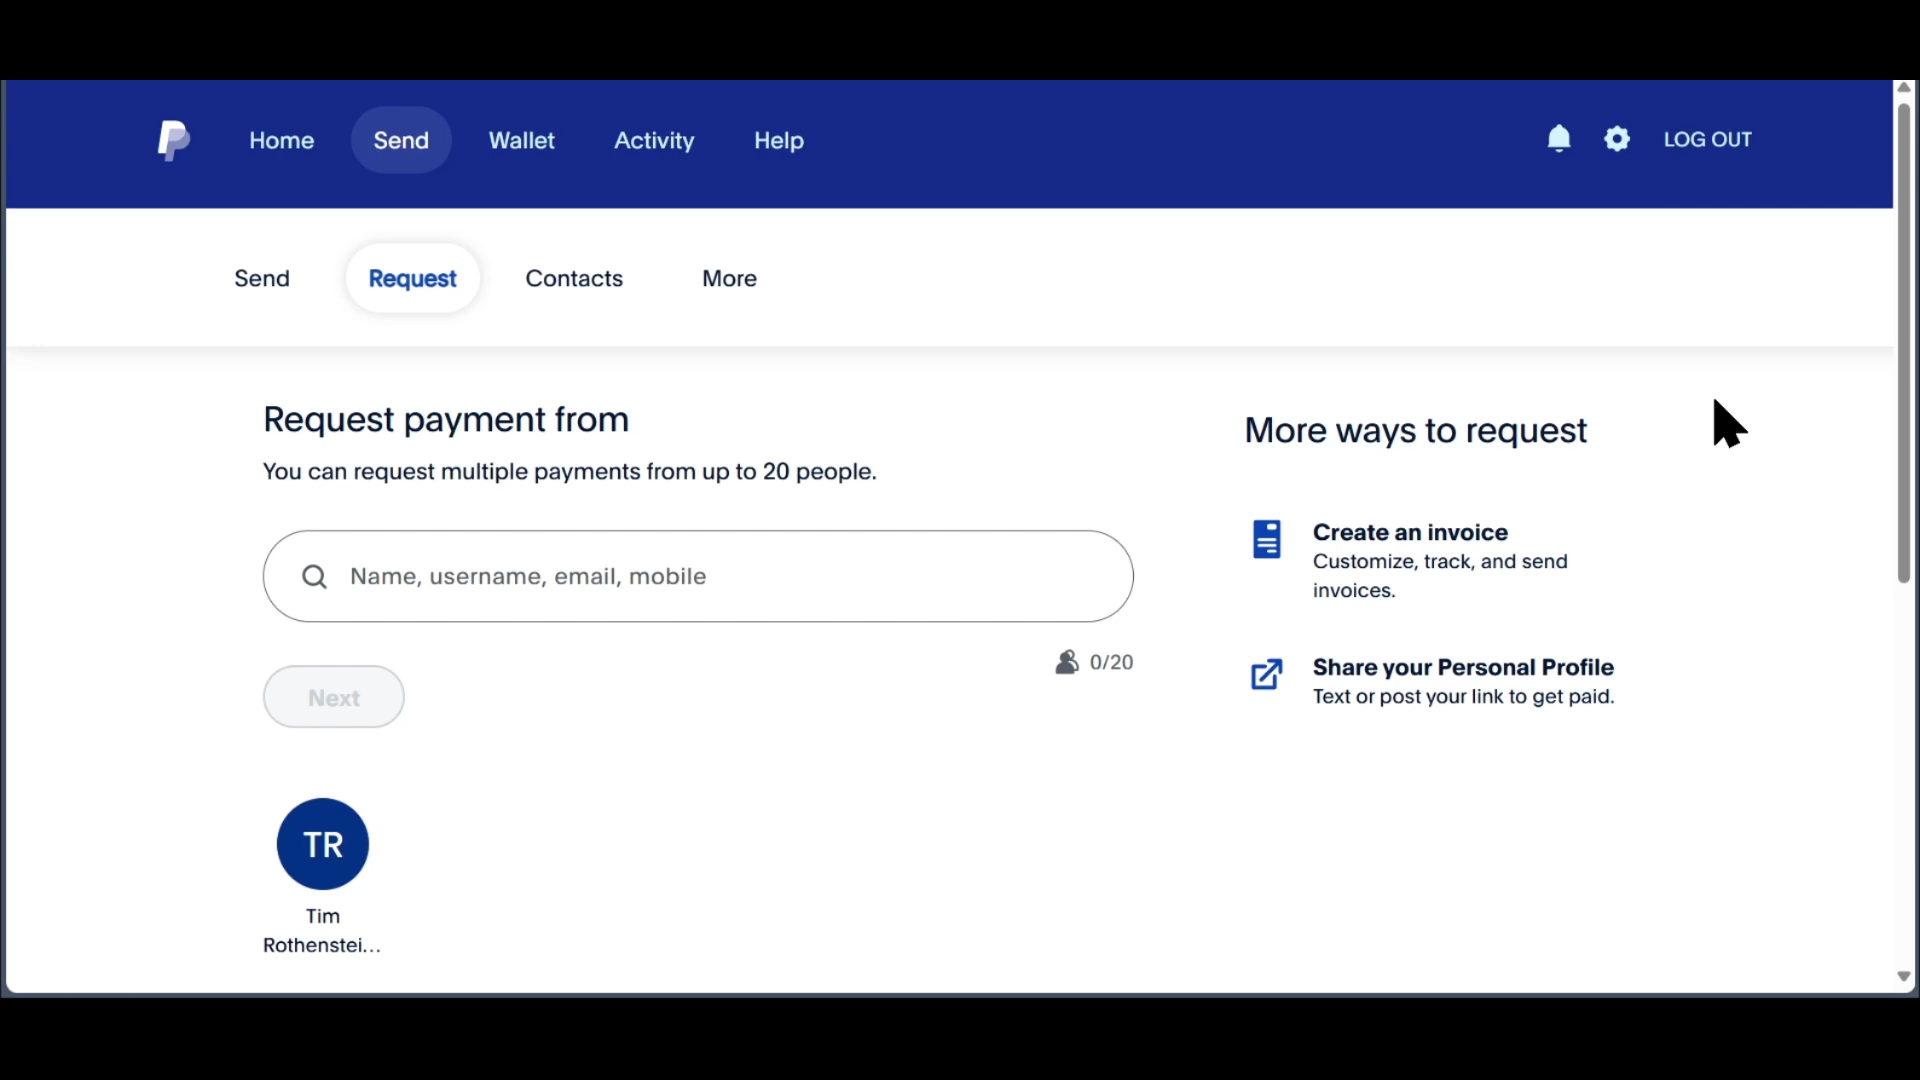 Home Send Wallet Activity Help LOG OUT
Send Request Contacts More
Request payment from
You can request multiple payments from up to 20 people.
Name, username, email, mobile
0/20
Next
TR
Tim
Rothenstei...
More ways to request
Create an invoice
Customize, track, and send
invoices.
Share your Personal Profile
Text or post your link to get paid.